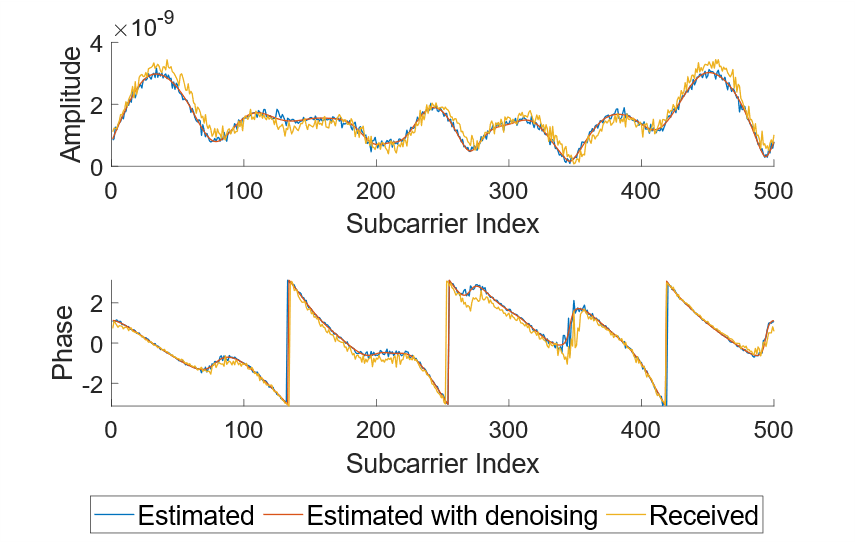 ×10-9
4
2
0
Amplitude
0 100 200 300 400 500
Subcarrier Index
2
0
-2
Phase
0 100 200 300 400 500
Subcarrier Index
Estimated Estimated with denoising Received